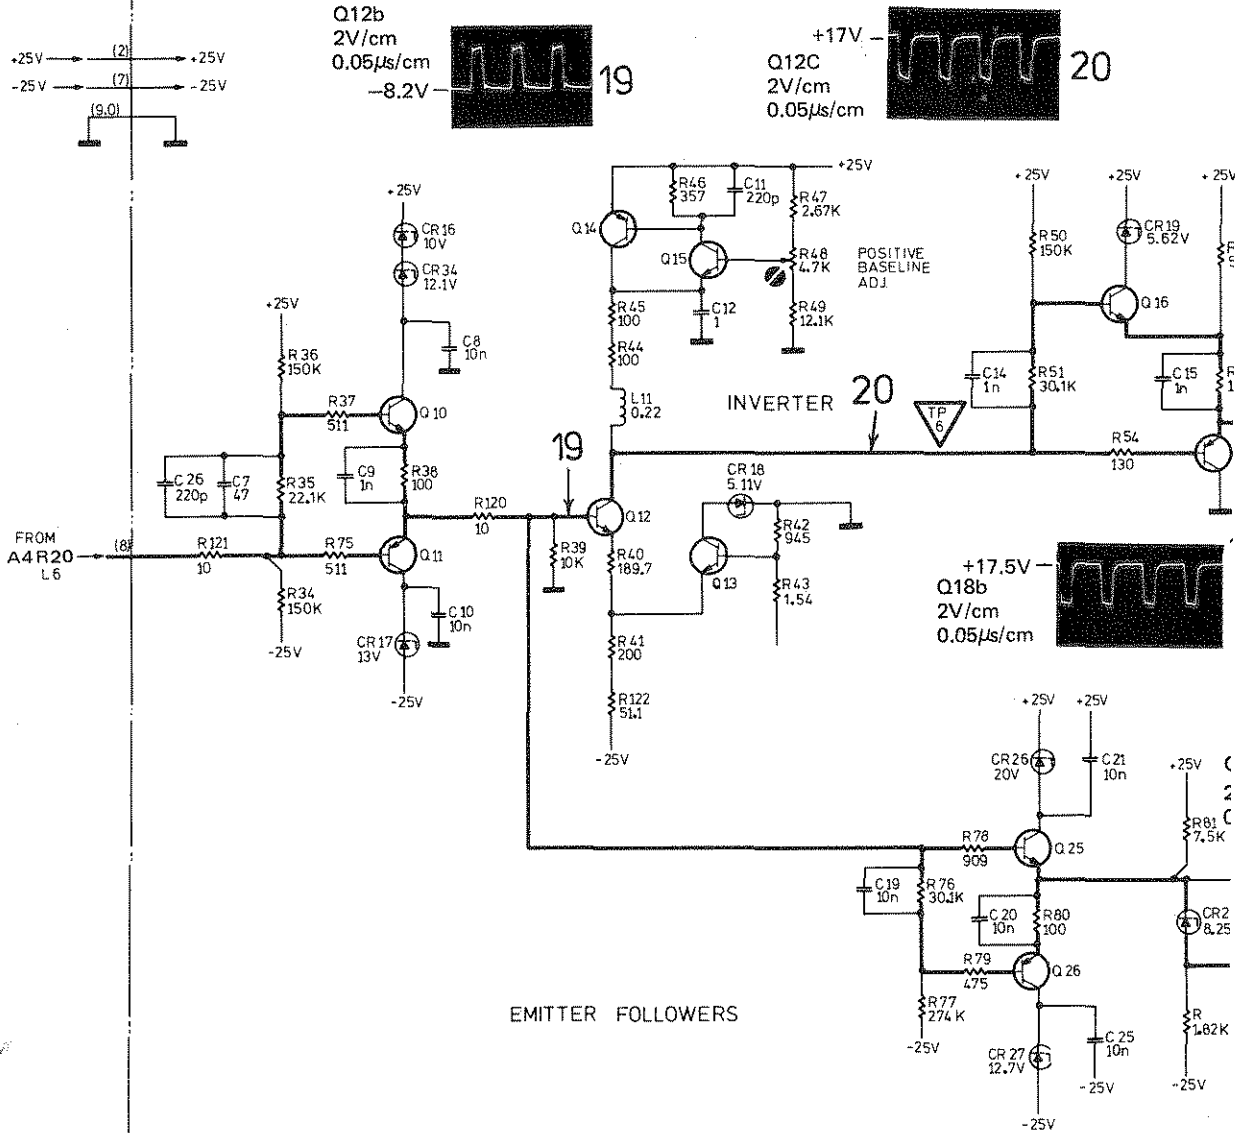 Q12b
2V/cm
0.05µs/cm
-8.2V
19
+17V
Q12C
2V/cm
0.05µs/cm
20
+25V (2) +25V
-25V (7) -25V
(9.0)
+25V
CR16
10V
CR34
12.1V
+25V
R36
150K
C8
10n
R37
511
Q10
C26
220p
C7
47
R35
22.1K
C9
1n
R38
100
FROM
A4R20
L6
(8)
R121
10
R75
511
Q11
R34
150K
-25V
C10
10n
CR17
13V
-25V
R120
10
19
R39
10K
Q12
R40
189.7
R41
200
R122
51.1
-25V
+25V
R46
357
C11
220p
R47
2.67K
Q14
Q15
R48
4.7K
POSITIVE
BASELINE
ADJ.
R45
100
C12
1
R49
12.1K
R44
100
L11
0.22
INVERTER
20
TP
6
CR18
5.11V
R42
945
Q13
R43
1.54
+25V
R50
150K
+25V
CR19
5.62V
+25V
Q16
C14
1n
R51
30.1K
C15
1n
R54
130
+17.5V
Q18b
2V/cm
0.05µs/cm
+25V
+25V
CR26
20V
C21
10n
+25V
R81
7.5K
R78
909
Q25
C19
10n
R76
30.1K
C20
10n
R80
100
CR2
8.25
R79
475
Q26
R77
274K
-25V
CR27
12.7V
C25
10n
-25V
-25V
R
1.82K
-25V
EMITTER FOLLOWERS